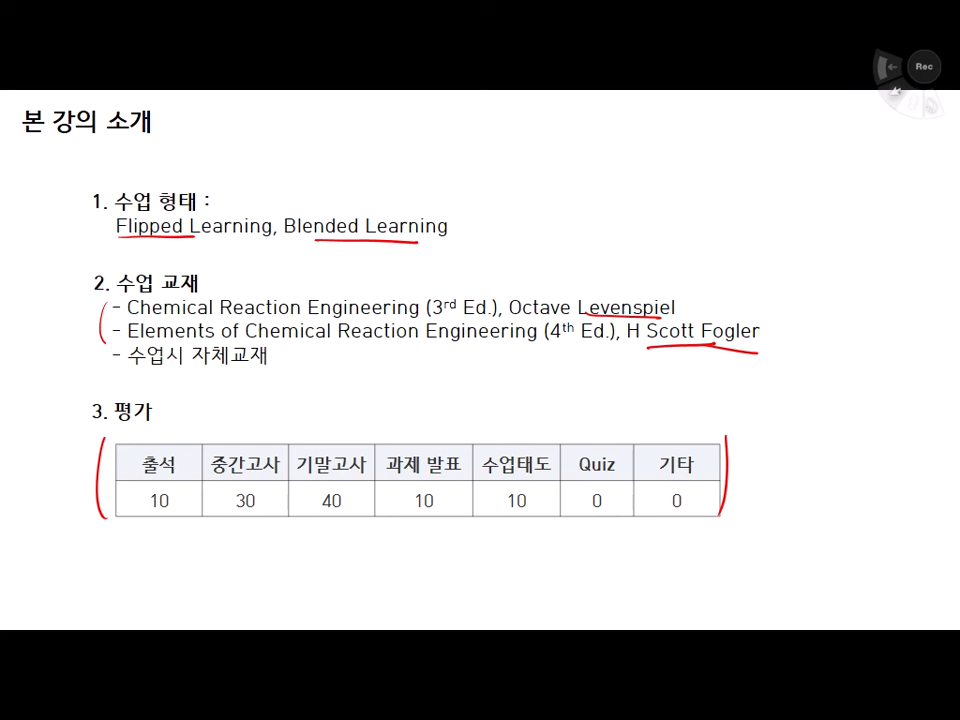 Rec
본 강의 소개
1. 수업 형태 :
Flipped Learning, Blended Learning
2. 수업 교재
- Chemical Reaction Engineering (3rd Ed.), Octave Levenspiel
- Elements of Chemical Reaction Engineering (4th Ed.), H Scott Fogler
- 수업시 자체교재
3. 평가
출석 중간고사 기말고사 과제 발표 수업태도 Quiz 기타
10 30 40 10 10 0 0